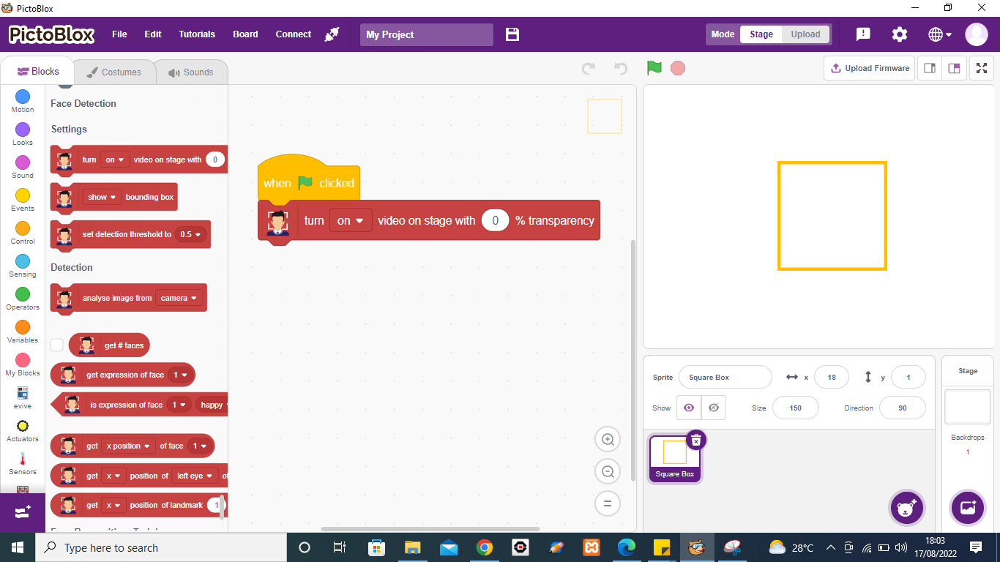 PictoBlox
PictoBlox File Edit Tutorials Board Connect My Project Mode Stage Upload
Blocks Costumes Sounds Upload Firmware
Motion
Looks
Sound
Events
Control
Sensing
Operators
Variables
My Blocks
evive
Actuators
Sensors
Face Detection
Settings
turn on video on stage with 0
show bounding box
set detection threshold to 0.5
Detection
analyse image from camera
get # faces
get expression of face 1
is expression of face 1 happy
get x position of face 1
get x position of left eye
get x position of landmark 1
when clicked
turn on video on stage with 0 % transparency
Sprite Square Box x 18 y 1
Show Size 150 Direction 90
Square Box
Stage
Backdrops
1
Type here to search
28°C
18:03
17/08/2022